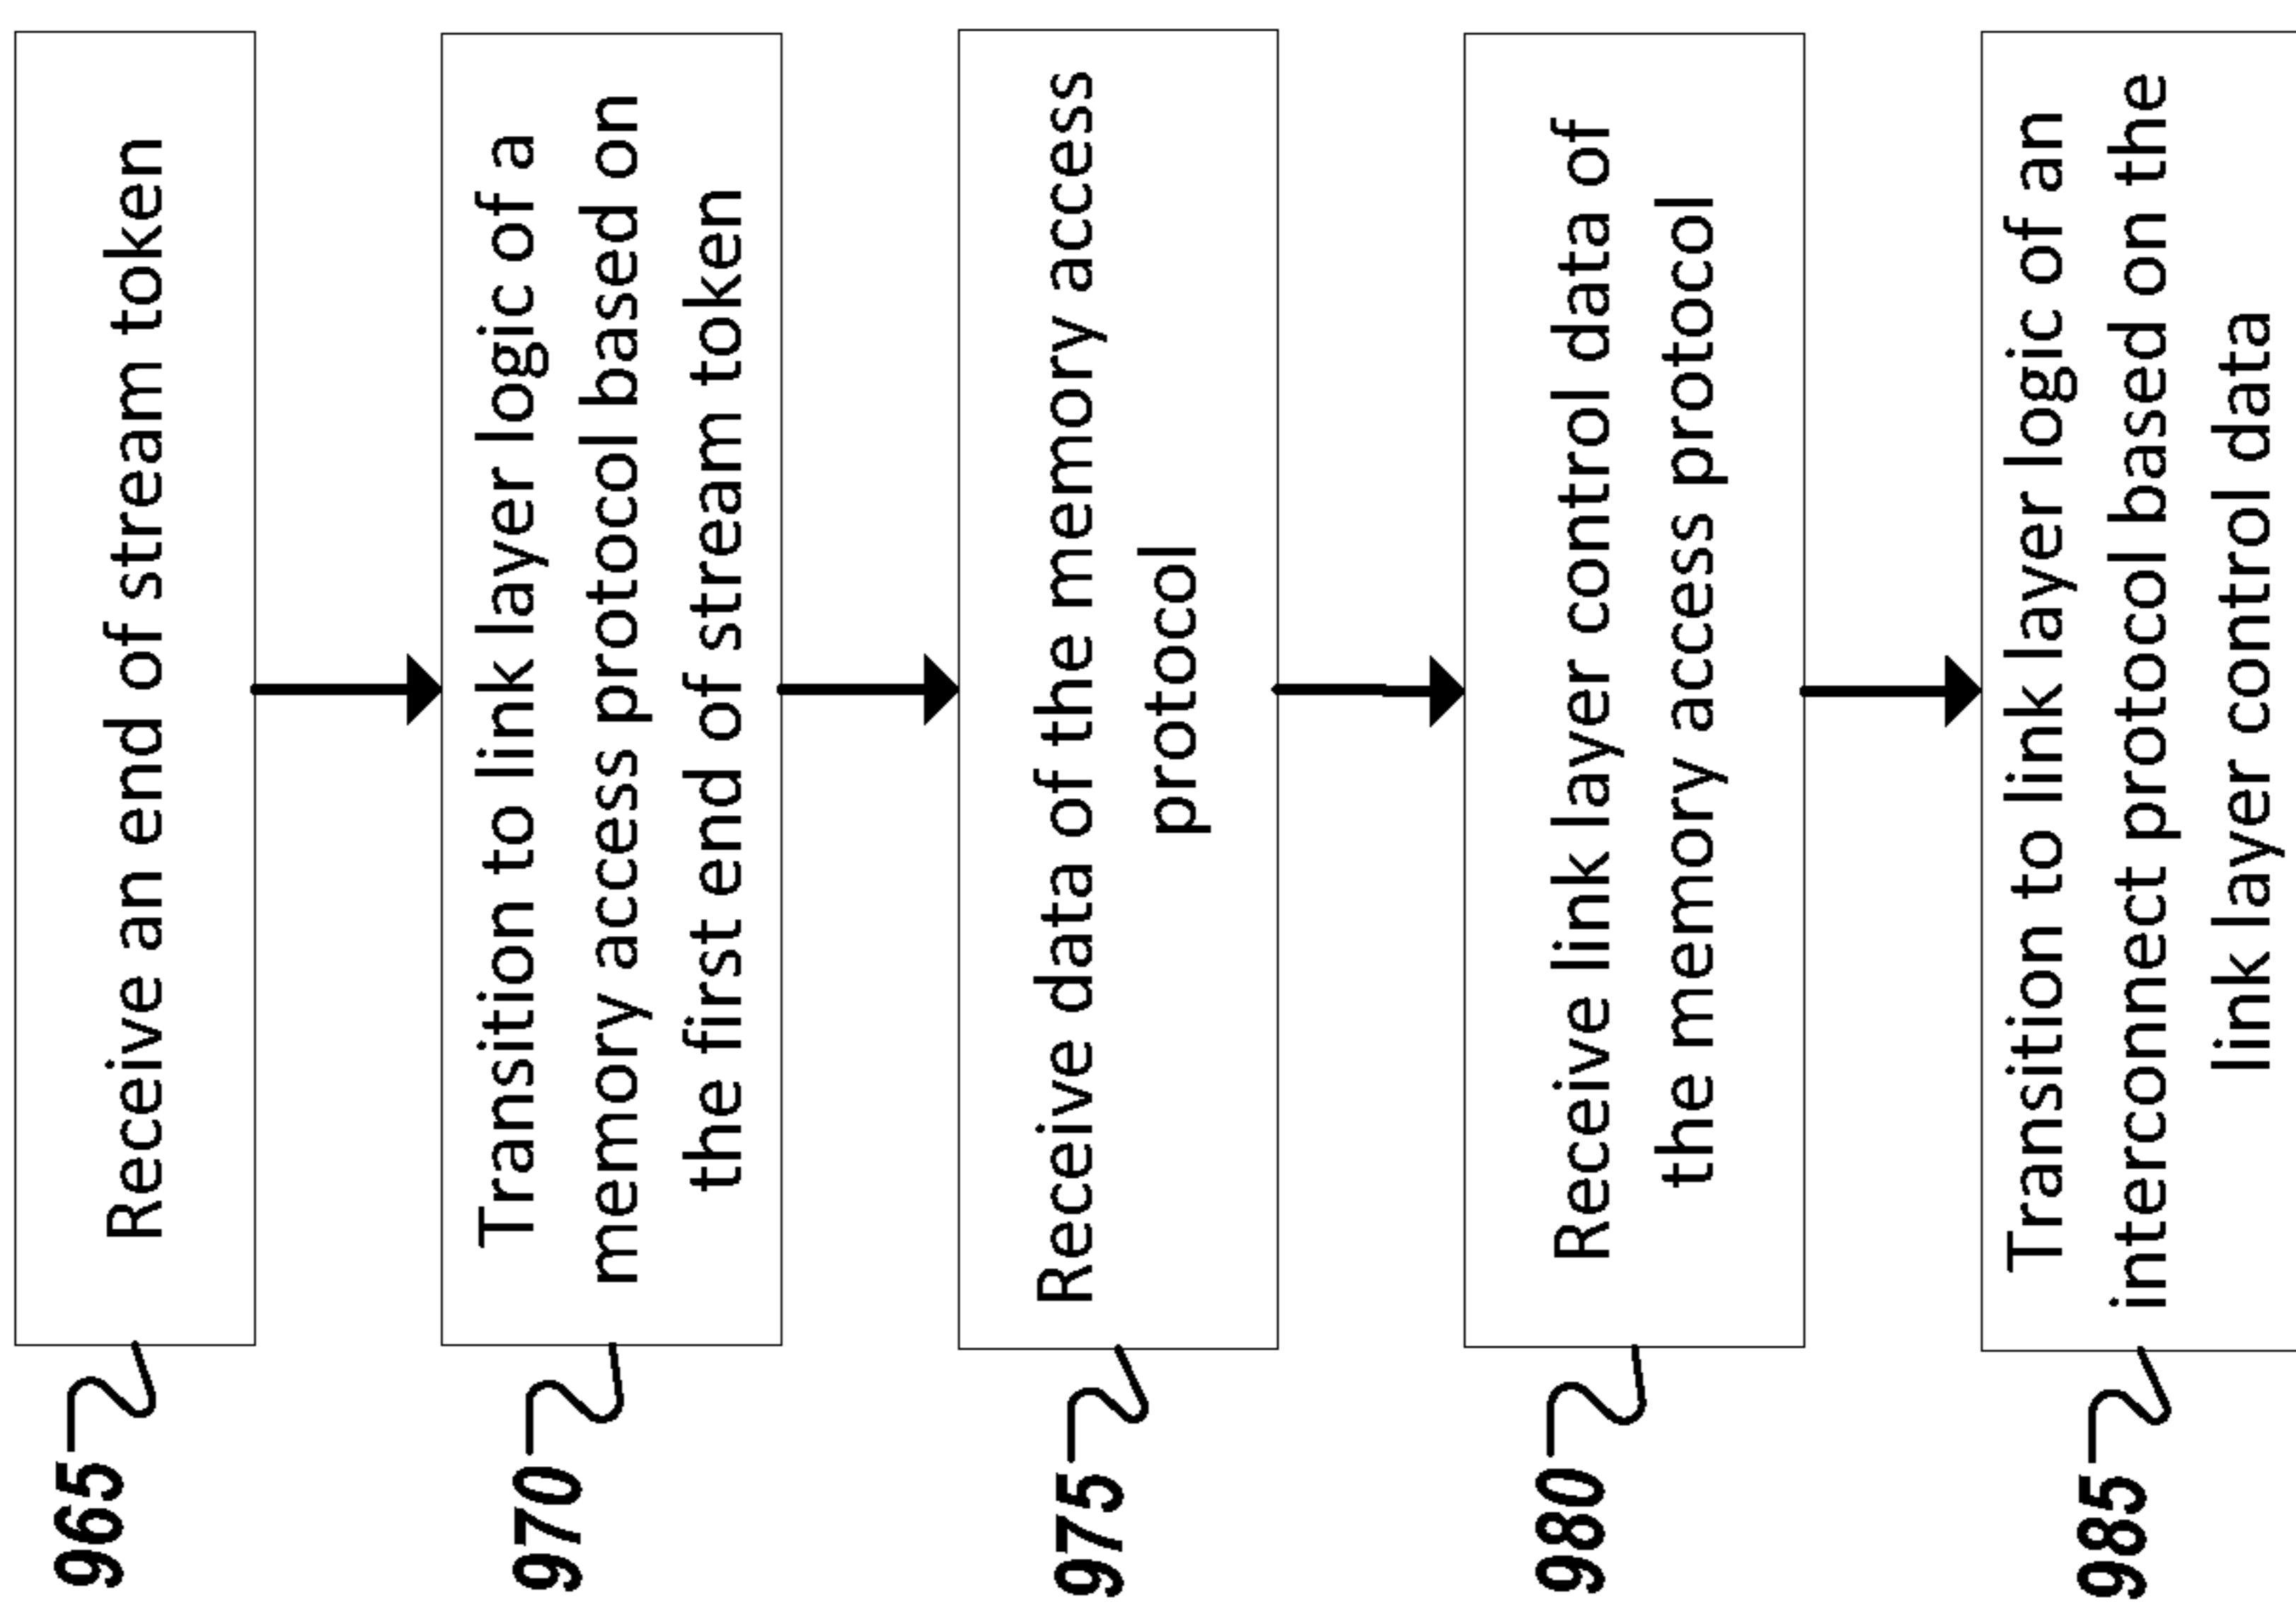 965
Receive an end of stream token
970
Transition to link layer logic of a
memory access protocol based on
the first end of stream token
975
Receive data of the memory access
protocol
980
Receive link layer control data of
the memory access protocol
985
Transition to link layer logic of an
interconnect protocol based on the
link layer control data